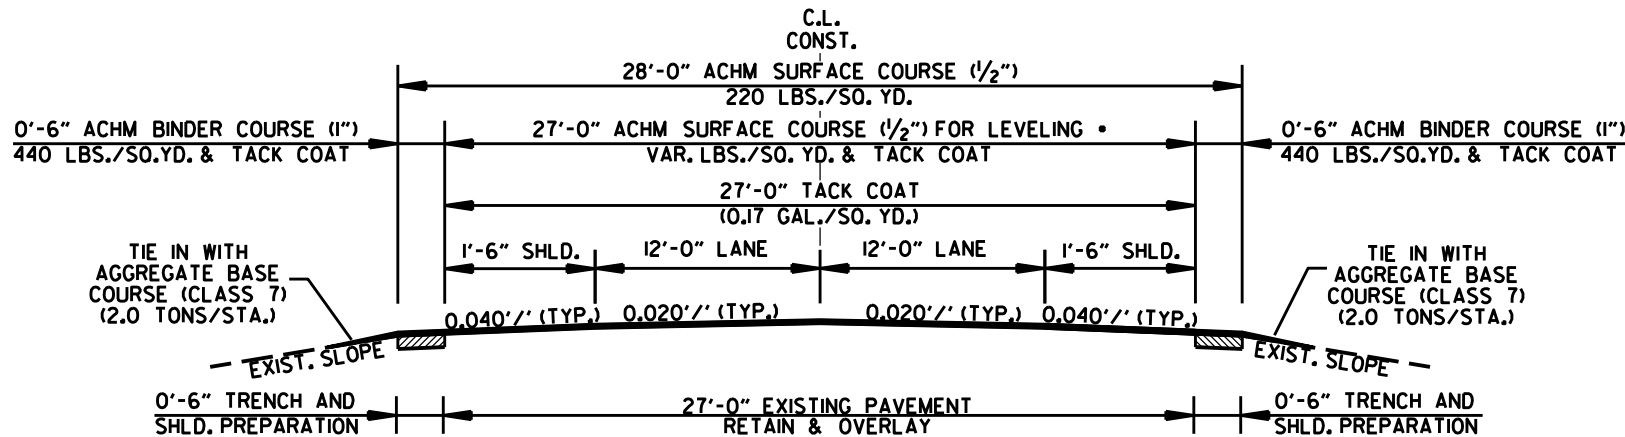 C.L.
CONST.
28'-0" ACHM SURFACE COURSE (1/2")
220 LBS./SQ. YD.
0'-6" ACHM BINDER COURSE (1")
440 LBS./SQ.YD. & TACK COAT
27'-0" ACHM SURFACE COURSE (1/2") FOR LEVELING •
VAR. LBS./SQ. YD. & TACK COAT
0'-6" ACHM BINDER COURSE (1")
440 LBS./SQ.YD. & TACK COAT
27'-0" TACK COAT
(0.17 GAL./SQ. YD.)
TIE IN WITH
AGGREGATE BASE
COURSE (CLASS 7)
(2.0 TONS/STA.)
1'-6" SHLD.
12'-0" LANE
12'-0" LANE
1'-6" SHLD.
TIE IN WITH
AGGREGATE BASE
COURSE (CLASS 7)
(2.0 TONS/STA.)
0.040'/' (TYP.)
0.020'/' (TYP.)
0.020'/' (TYP.)
0.040'/' (TYP.)
EXIST. SLOPE
EXIST. SLOPE
0'-6" TRENCH AND
SHLD. PREPARATION
27'-0" EXISTING PAVEMENT
RETAIN & OVERLAY
0'-6" TRENCH AND
SHLD. PREPARATION